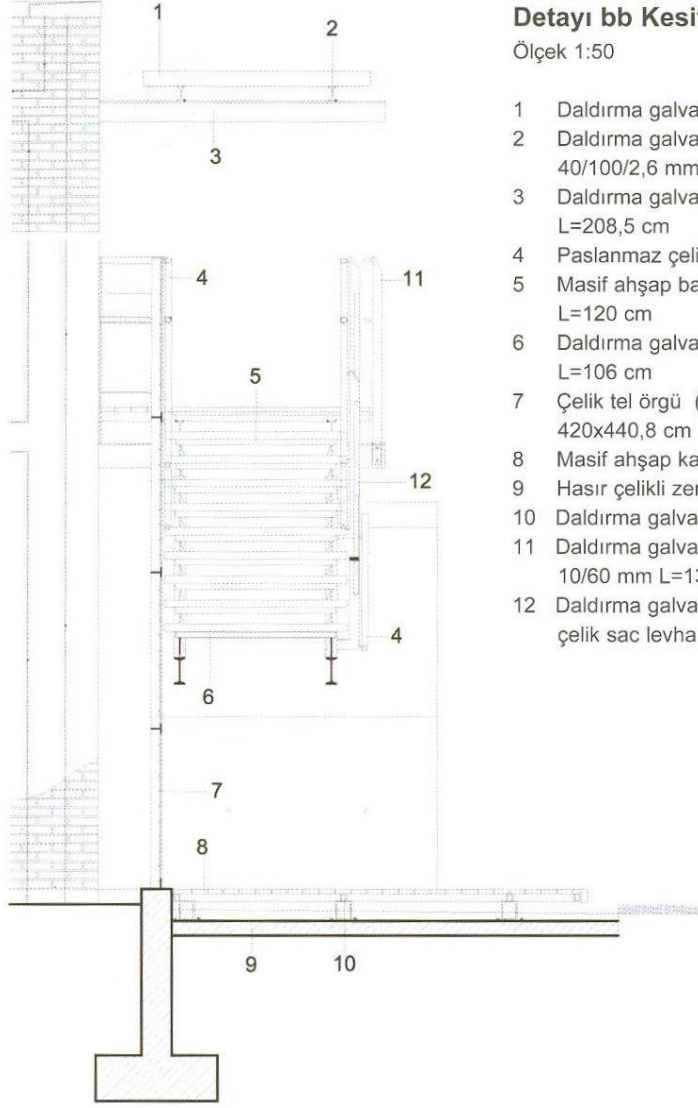 Detayı bb Kesit
Ölçek 1:50
1 Daldırma galva
2 Daldırma galva
40/100/2,6 mm
3 Daldırma galva
L=208,5 cm
4 Paslanmaz çeli
5 Masif ahşap ba
L=120 cm
6 Daldırma galva
L=106 cm
7 Çelik tel örgü (
420x440,8 cm
8 Masif ahşap ka
9 Hasır çelikli zer
10 Daldırma galva
11 Daldırma galva
10/60 mm L=13
12 Daldırma galva
çelik sac levha
1
2
3
4
11
5
12
4
6
7
8
9
10